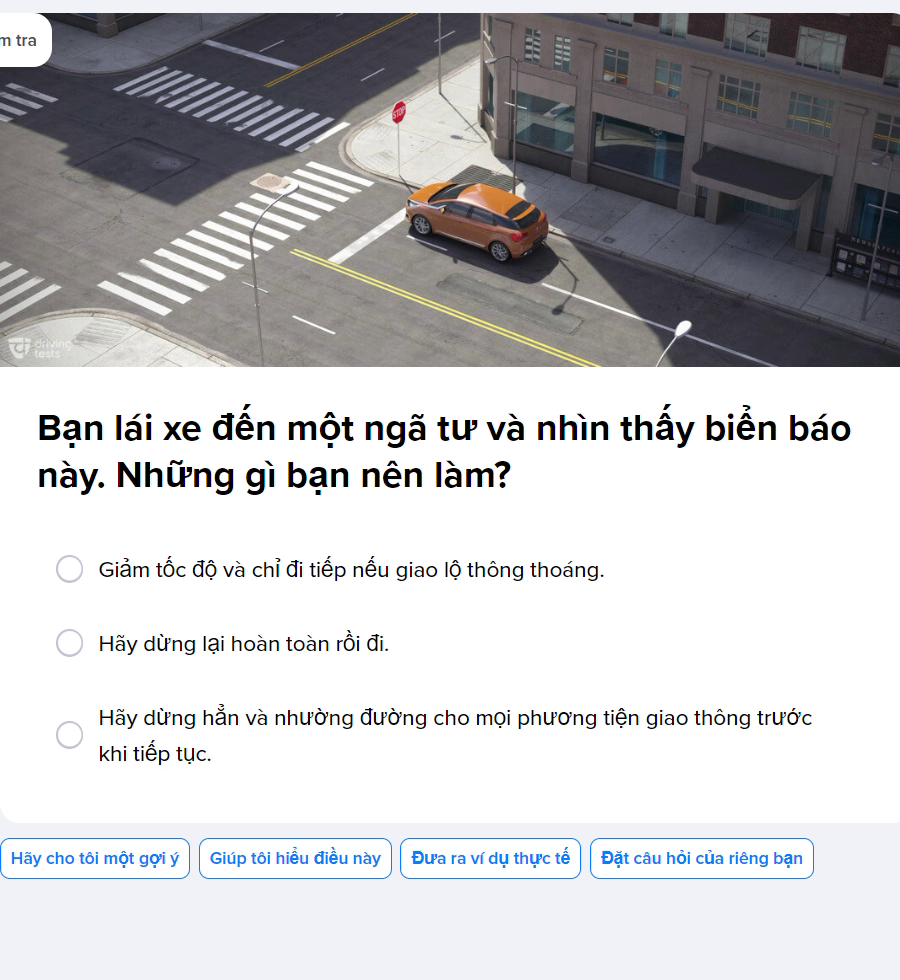 m tra
STOP
driving
tests
Bạn lái xe đến một ngã tư và nhìn thấy biển báo
này. Những gì bạn nên làm?
Giảm tốc độ và chỉ đi tiếp nếu giao lộ thông thoáng.
Hãy dừng lại hoàn toàn rồi đi.
Hãy dừng hẳn và nhường đường cho mọi phương tiện giao thông trước
khi tiếp tục.
Hãy cho tôi một gợi ý
Giúp tôi hiểu điều này
Đưa ra ví dụ thực tế
Đặt câu hỏi của riêng bạn